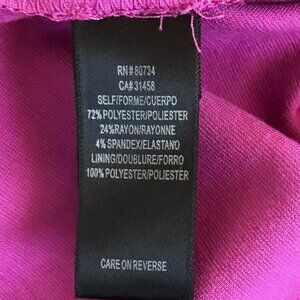 RN# 80734
CA# 31458
SELF/FORME/CUERPO
72% POLYESTER/POLIESTER
24% RAYON/RAYONNE
4% SPANDEX/ELASTANO
LINING/DOUBLURE/FORRO
100% POLYESTER/POLIESTER
CARE ON REVERSE